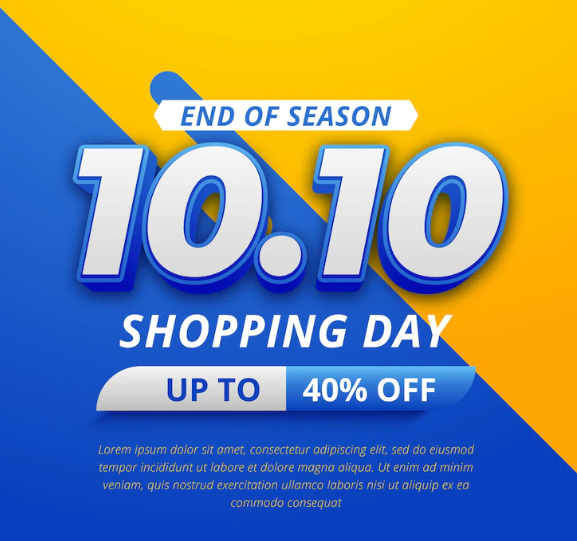 END OF SEASON
10.10
SHOPPING DAY
UP TO 40% OFF
Lorem ipsum dolor sit amet, consectetur adipiscing elit, sed do eiusmod
tempor incididunt ut labore et dolore magna aliqua. Ut enim ad minim
veniam, quis nostrud exercitation ullamco laboris nisi ut aliquip ex ea
commodo consequat